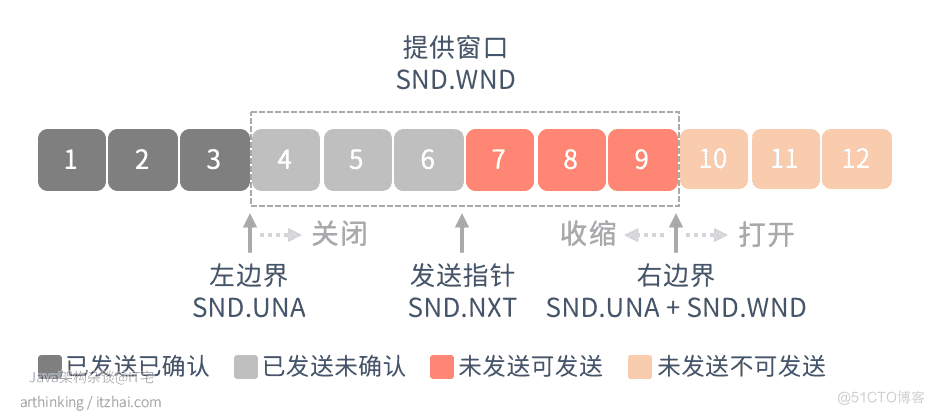 提供窗口
SND.WND
1 2 3 4 5 6 7 8 9 10 11 12
关闭 收缩 打开
左边界 发送指针 右边界
SND.UNA SND.NXT SND.UNA + SND.WND
已发送已确认 已发送未确认 未发送可发送 未发送不可发送
Java架构杂谈@IT宅
arthinking / itzhai.com
@51CTO博客